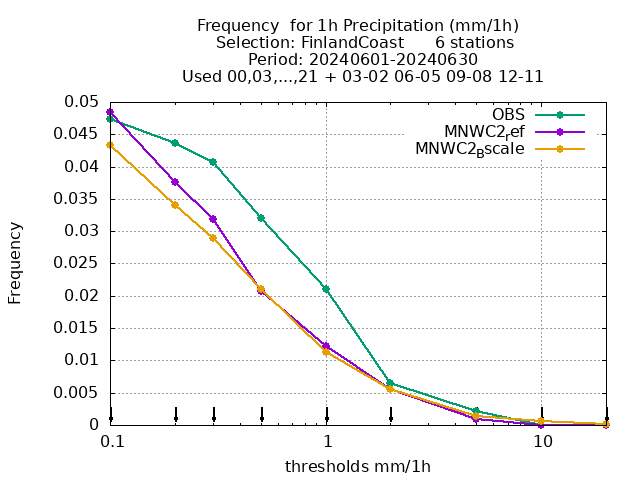 Frequency  for 1h Precipitation (mm/1h)
Selection: FinlandCoast      6 stations
Period: 20240601-20240630
Used 00,03,...,21 + 03-02 06-05 09-08 12-11
OBS
MNWC2ref
MNWC2Bscale
0.05
0.045
0.04
0.035
0.03
0.025
0.02
0.015
0.01
0.005
0
Frequency
0.1 1 10
thresholds mm/1h